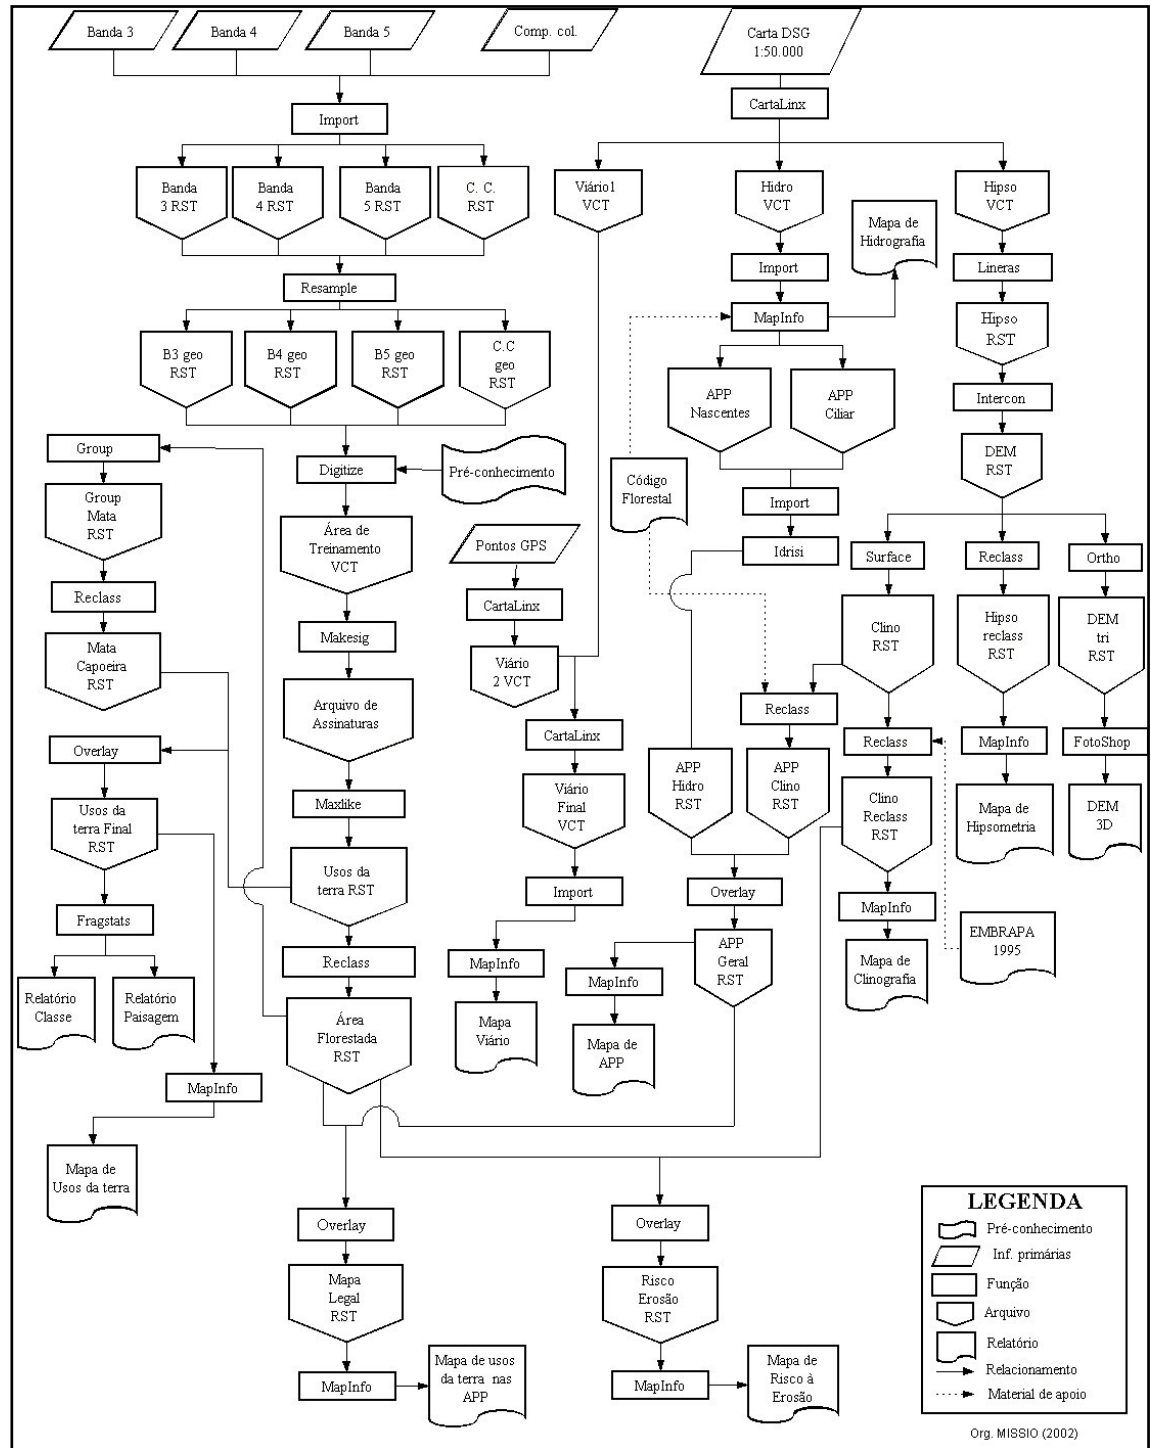 Banda 3
Banda 4
Banda 5
Comp. col.
Carta DSG
1:50.000
CartaLinx
Import
Banda
3 RST
Banda
4 RST
Banda
5 RST
C. C.
RST
Viário1
VCT
Hidro
VCT
Hipso
VCT
Mapa de
Hidrografia
Import
Lineras
Resample
MapInfo
Hipso
RST
B3 geo
RST
B4 geo
RST
B5 geo
RST
C.C
geo
RST
APP
Nascentes
APP
Ciliar
Intercon
Group
Digitize
Pré-conhecimento
DEM
RST
Código
Florestal
Import
Group
Mata
RST
Área de
Treinamento
VCT
Pontos GPS
Idrisi
Surface
Reclass
Ortho
Reclass
CartaLinx
Clino
RST
Hipso
reclass
RST
DEM
tri
RST
Makesig
Mata
Capoeira
RST
Viário
2 VCT
Arquivo de
Assinaturas
Reclass
CartaLinx
Reclass
MapInfo
FotoShop
Overlay
APP
Hidro
RST
APP
Clino
RST
Viário
Final
VCT
Clino
Reclass
RST
Mapa de
Hipsometria
DEM
3D
Maxlike
Usos da
terra Final
RST
Usos da
terra RST
Import
Overlay
MapInfo
Fragstats
EMBRAPA
1995
APP
Geral
RST
Reclass
MapInfo
MapInfo
Mapa de
Clinografia
Relatório
Classe
Relatório
Paisagem
Área
Florestada
RST
Mapa
Viário
Mapa de
APP
MapInfo
Mapa de
Usos da terra
Overlay
Overlay
Mapa
Legal
RST
Risco
Erosão
RST
MapInfo
Mapa de usos
da terra nas
APP
MapInfo
Mapa de
Risco à
Erosão
LEGENDA
Pré-conhecimento
Inf. primárias
Função
Arquivo
Relatório
Relacionamento
Material de apoio
Org. MISSIO (2002)